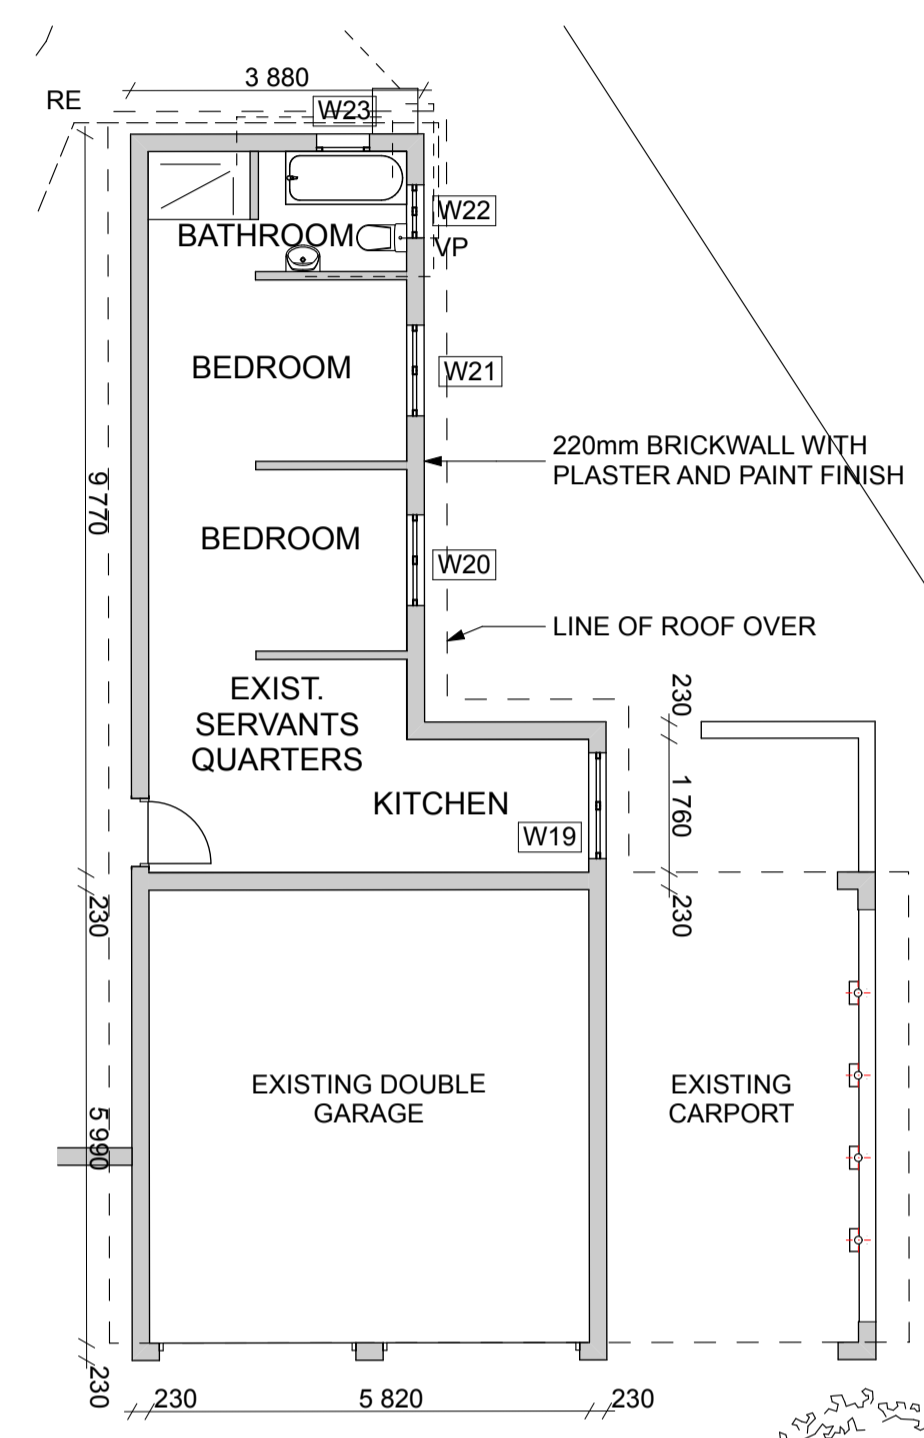 3 880
RE
W23
W22
BATHROOM
VP
BEDROOM
W21
220mm BRICKWALL WITH
PLASTER AND PAINT FINISH
9 770
BEDROOM
W20
LINE OF ROOF OVER
EXIST.
SERVANTS
QUARTERS
230
1 760
KITCHEN
W19
230
230
EXISTING DOUBLE
GARAGE
EXISTING
CARPORT
5 990
230
230
5 820
230